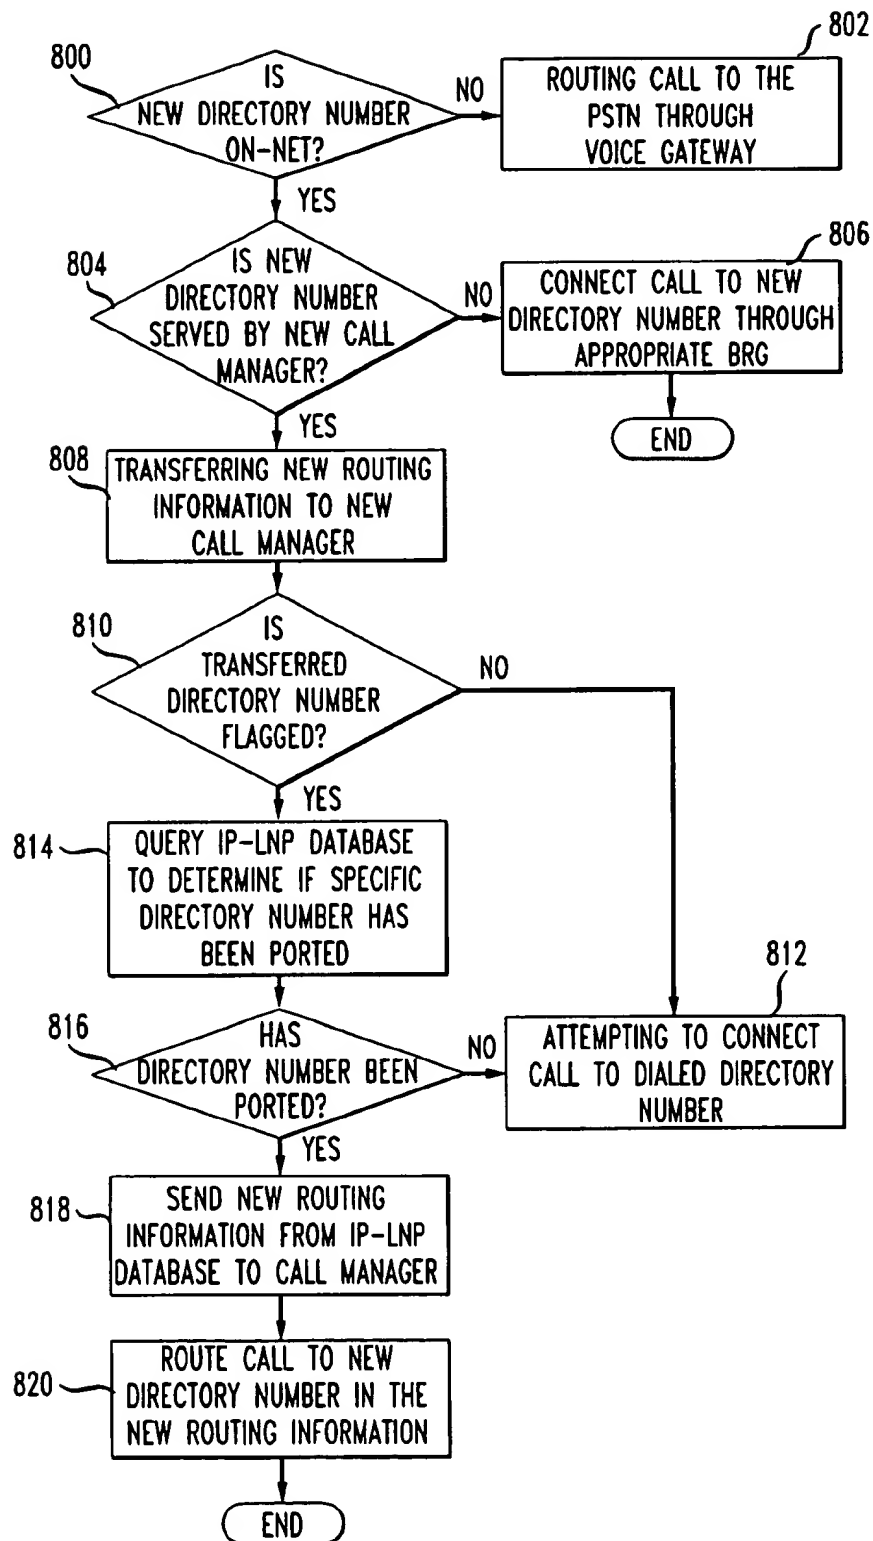 800
IS
NEW DIRECTORY NUMBER
ON-NET?
NO
802
ROUTING CALL TO THE
PSTN THROUGH
VOICE GATEWAY
YES
804
IS NEW
DIRECTORY NUMBER
SERVED BY NEW CALL
MANAGER?
NO
806
CONNECT CALL TO NEW
DIRECTORY NUMBER THROUGH
APPROPRIATE BRG
END
YES
808
TRANSFERRING NEW ROUTING
INFORMATION TO NEW
CALL MANAGER
810
IS
TRANSFERRED
DIRECTORY NUMBER
FLAGGED?
NO
YES
814
QUERY IP-LNP DATABASE
TO DETERMINE IF SPECIFIC
DIRECTORY NUMBER HAS
BEEN PORTED
816
HAS
DIRECTORY NUMBER BEEN
PORTED?
NO
812
ATTEMPTING TO CONNECT
CALL TO DIALED DIRECTORY
NUMBER
YES
818
SEND NEW ROUTING
INFORMATION FROM IP-LNP
DATABASE TO CALL MANAGER
820
ROUTE CALL TO NEW
DIRECTORY NUMBER IN THE
NEW ROUTING INFORMATION
END